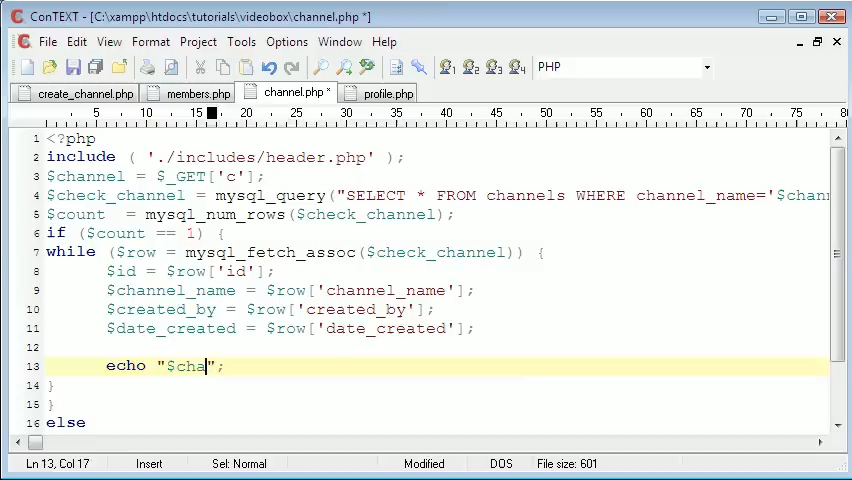 ConTEXT - [C:\xampp\htdocs\tutorials\videobox\channel.php *]
File Edit View Format Project Tools Options Window Help
1 2 3 4 PHP
create_channel.php members.php channel.php * profile.php
5 10 15 20 25 30 35 40 45 50 55 60 65 70 75 80
1 <?php
2 include ( './includes/header.php' );
3 $channel = $_GET['c'];
4 $check_channel = mysql_query("SELECT * FROM channels WHERE channel_name='$chan
5 $count  = mysql_num_rows($check_channel);
6 if ($count == 1) {
7 while ($row = mysql_fetch_assoc($check_channel)) {
8 $id = $row['id'];
9 $channel_name = $row['channel_name'];
10 $created_by = $row['created_by'];
11 $date_created = $row['date_created'];
12
13 echo "$cha";
14 }
15 }
16 else
Ln 13, Col 17 Insert Sel: Normal Modified DOS File size: 601